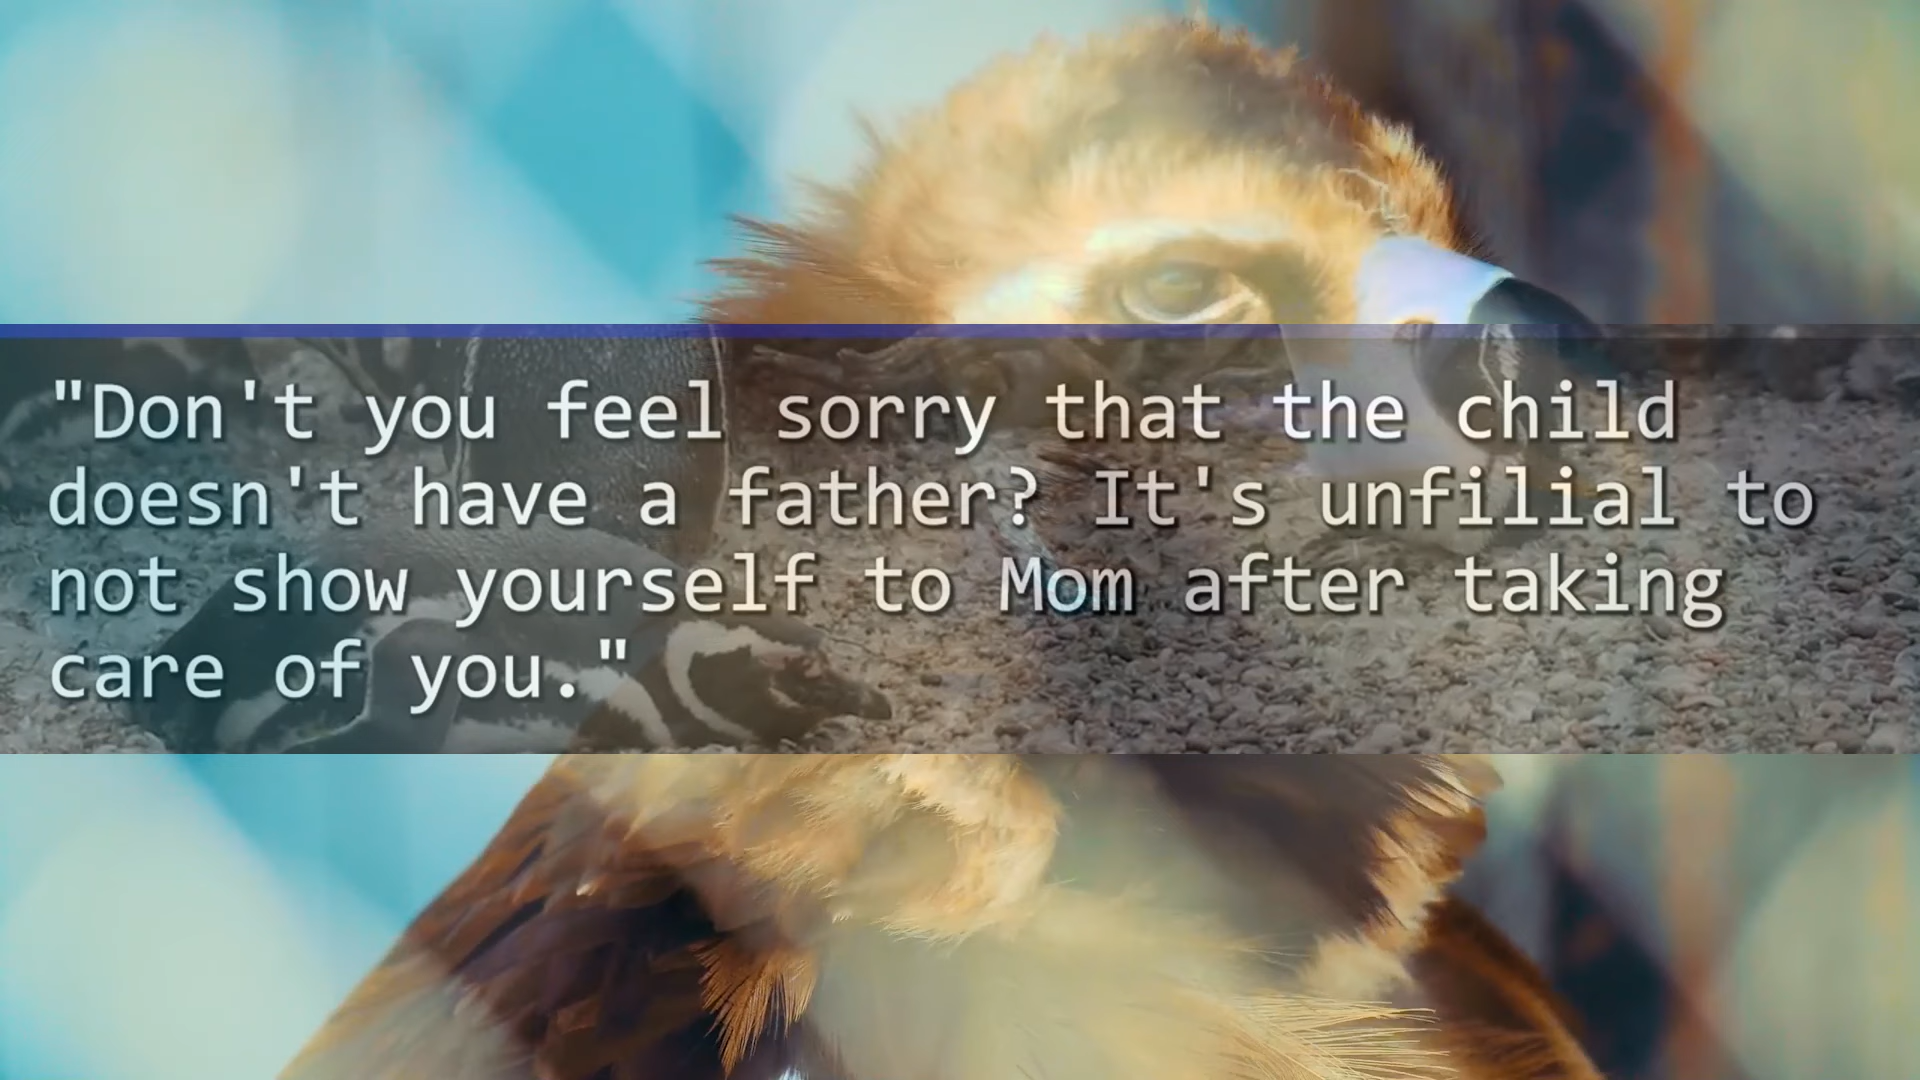 "Don't you feel sorry that the child
doesn't have a father? It's unfilial to
not show yourself to Mom after taking
care of you."